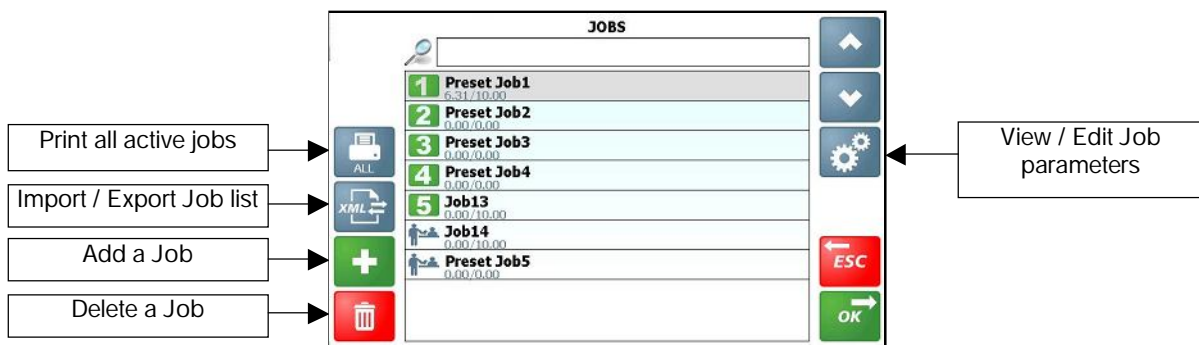 JOBS
1 Preset Job1
6.31/10.00
2 Preset Job2
0.00/0.00
3 Preset Job3
0.00/0.00
4 Preset Job4
0.00/0.00
5 Job13
0.00/10.00
Job14
0.00/10.00
Preset Job5
0.00/0.00
Print all active jobs
ALL
Import / Export Job list
XML
Add a Job
Delete a Job
View / Edit Job
parameters
ESC
OK